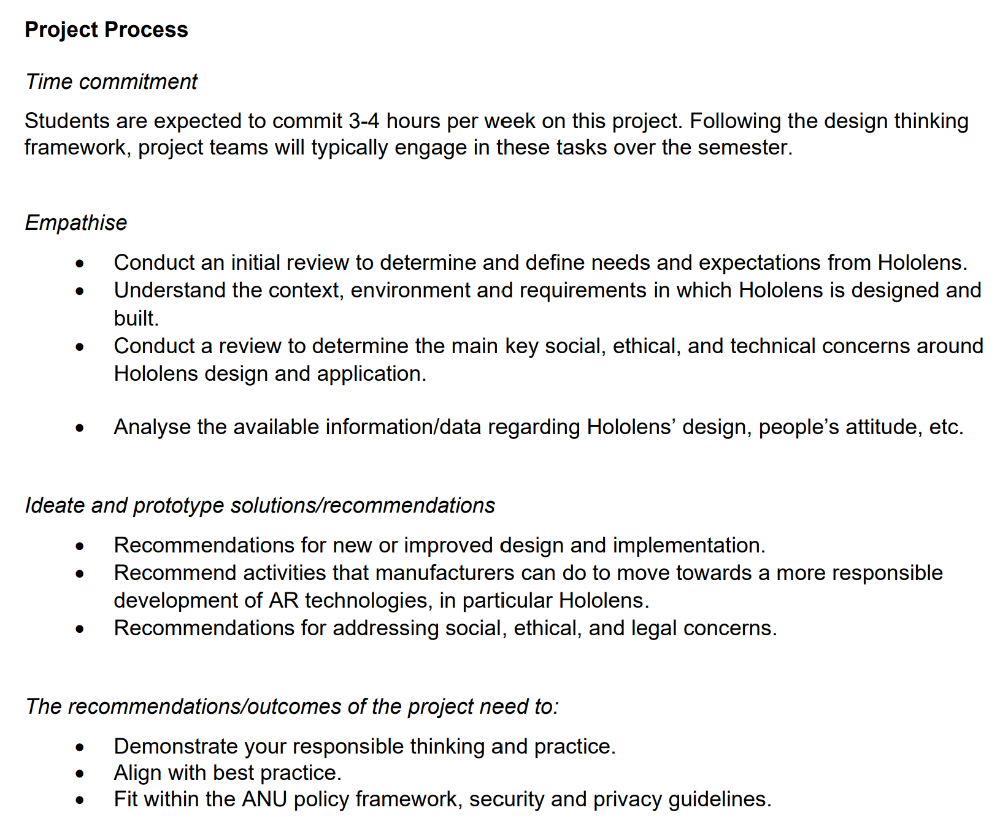 Project Process
Time commitment
Students are expected to commit 3-4 hours per week on this project. Following the design thinking
framework, project teams will typically engage in these tasks over the semester.
Empathise
• Conduct an initial review to determine and define needs and expectations from Hololens.
• Understand the context, environment and requirements in which Hololens is designed and
built.
• Conduct a review to determine the main key social, ethical, and technical concerns around
Hololens design and application.
• Analyse the available information/data regarding Hololens’ design, people’s attitude, etc.
Ideate and prototype solutions/recommendations
• Recommendations for new or improved design and implementation.
• Recommend activities that manufacturers can do to move towards a more responsible
development of AR technologies, in particular Hololens.
• Recommendations for addressing social, ethical, and legal concerns.
The recommendations/outcomes of the project need to:
• Demonstrate your responsible thinking and practice.
• Align with best practice.
• Fit within the ANU policy framework, security and privacy guidelines.